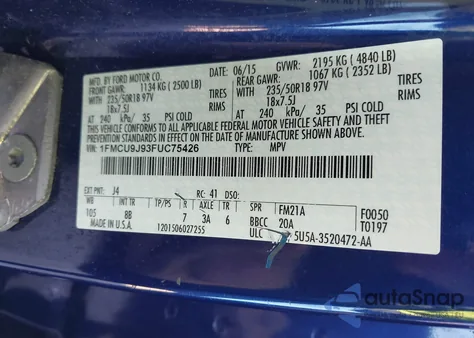 MFD. BY FORD MOTOR CO.
06/15 GVWR: 2195 KG ( 4840 LB)
FRONT GAWR: 1134 KG ( 2500 LB)
REAR GAWR: 1067 KG ( 2352 LB)
WITH 235/50R18 97V TIRES
WITH 235/50R18 97V TIRES
18x7.5J
18x7.5J
AT 240 kPa/ 35 PSI COLD
AT 240 kPa/ 35 PSI COLD
THIS VEHICLE CONFORMS TO ALL APPLICABLE FEDERAL MOTOR VEHICLE SAFETY AND THEFT
PREVENTION STANDARDS IN EFFECT ON THE DATE OF MANUFACTURE SHOWN ABOVE.
VIN: 1FMCU9J93FUC75426
TYPE: MPV
EXT PNT: J4 RC: 41 DSO:
WB INT TR TP/PS R AXLE TR SPR
105 8B 7 3A 6 FM21A F0050
MADE IN U.S.A. BBCC 20A T0197
1201506027255 ULC 5U5A-3520472-AA
autoSnap